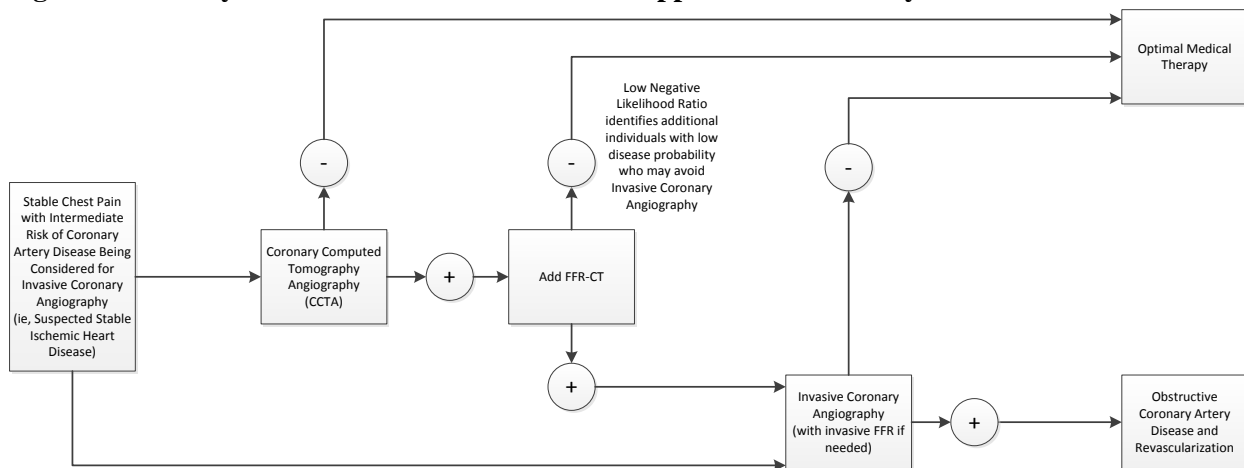 Optimal Medical
Therapy
Low Negative
Likelihood Ratio
identifies additional
individuals with low
disease probability
who may avoid
Invasive Coronary
Angiography
-
-
-
Stable Chest Pain
with Intermediate
Risk of Coronary
Artery Disease Being
Considered for
Invasive Coronary
Angiography
(ie, Suspected Stable
Ischemic Heart
Disease)
Coronary Computed
Tomography
Angiography
(CCTA)
+
Add FFR-CT
+
Invasive Coronary
Angiography
(with invasive FFR if
needed)
+
Obstructive
Coronary Artery
Disease and
Revascularization